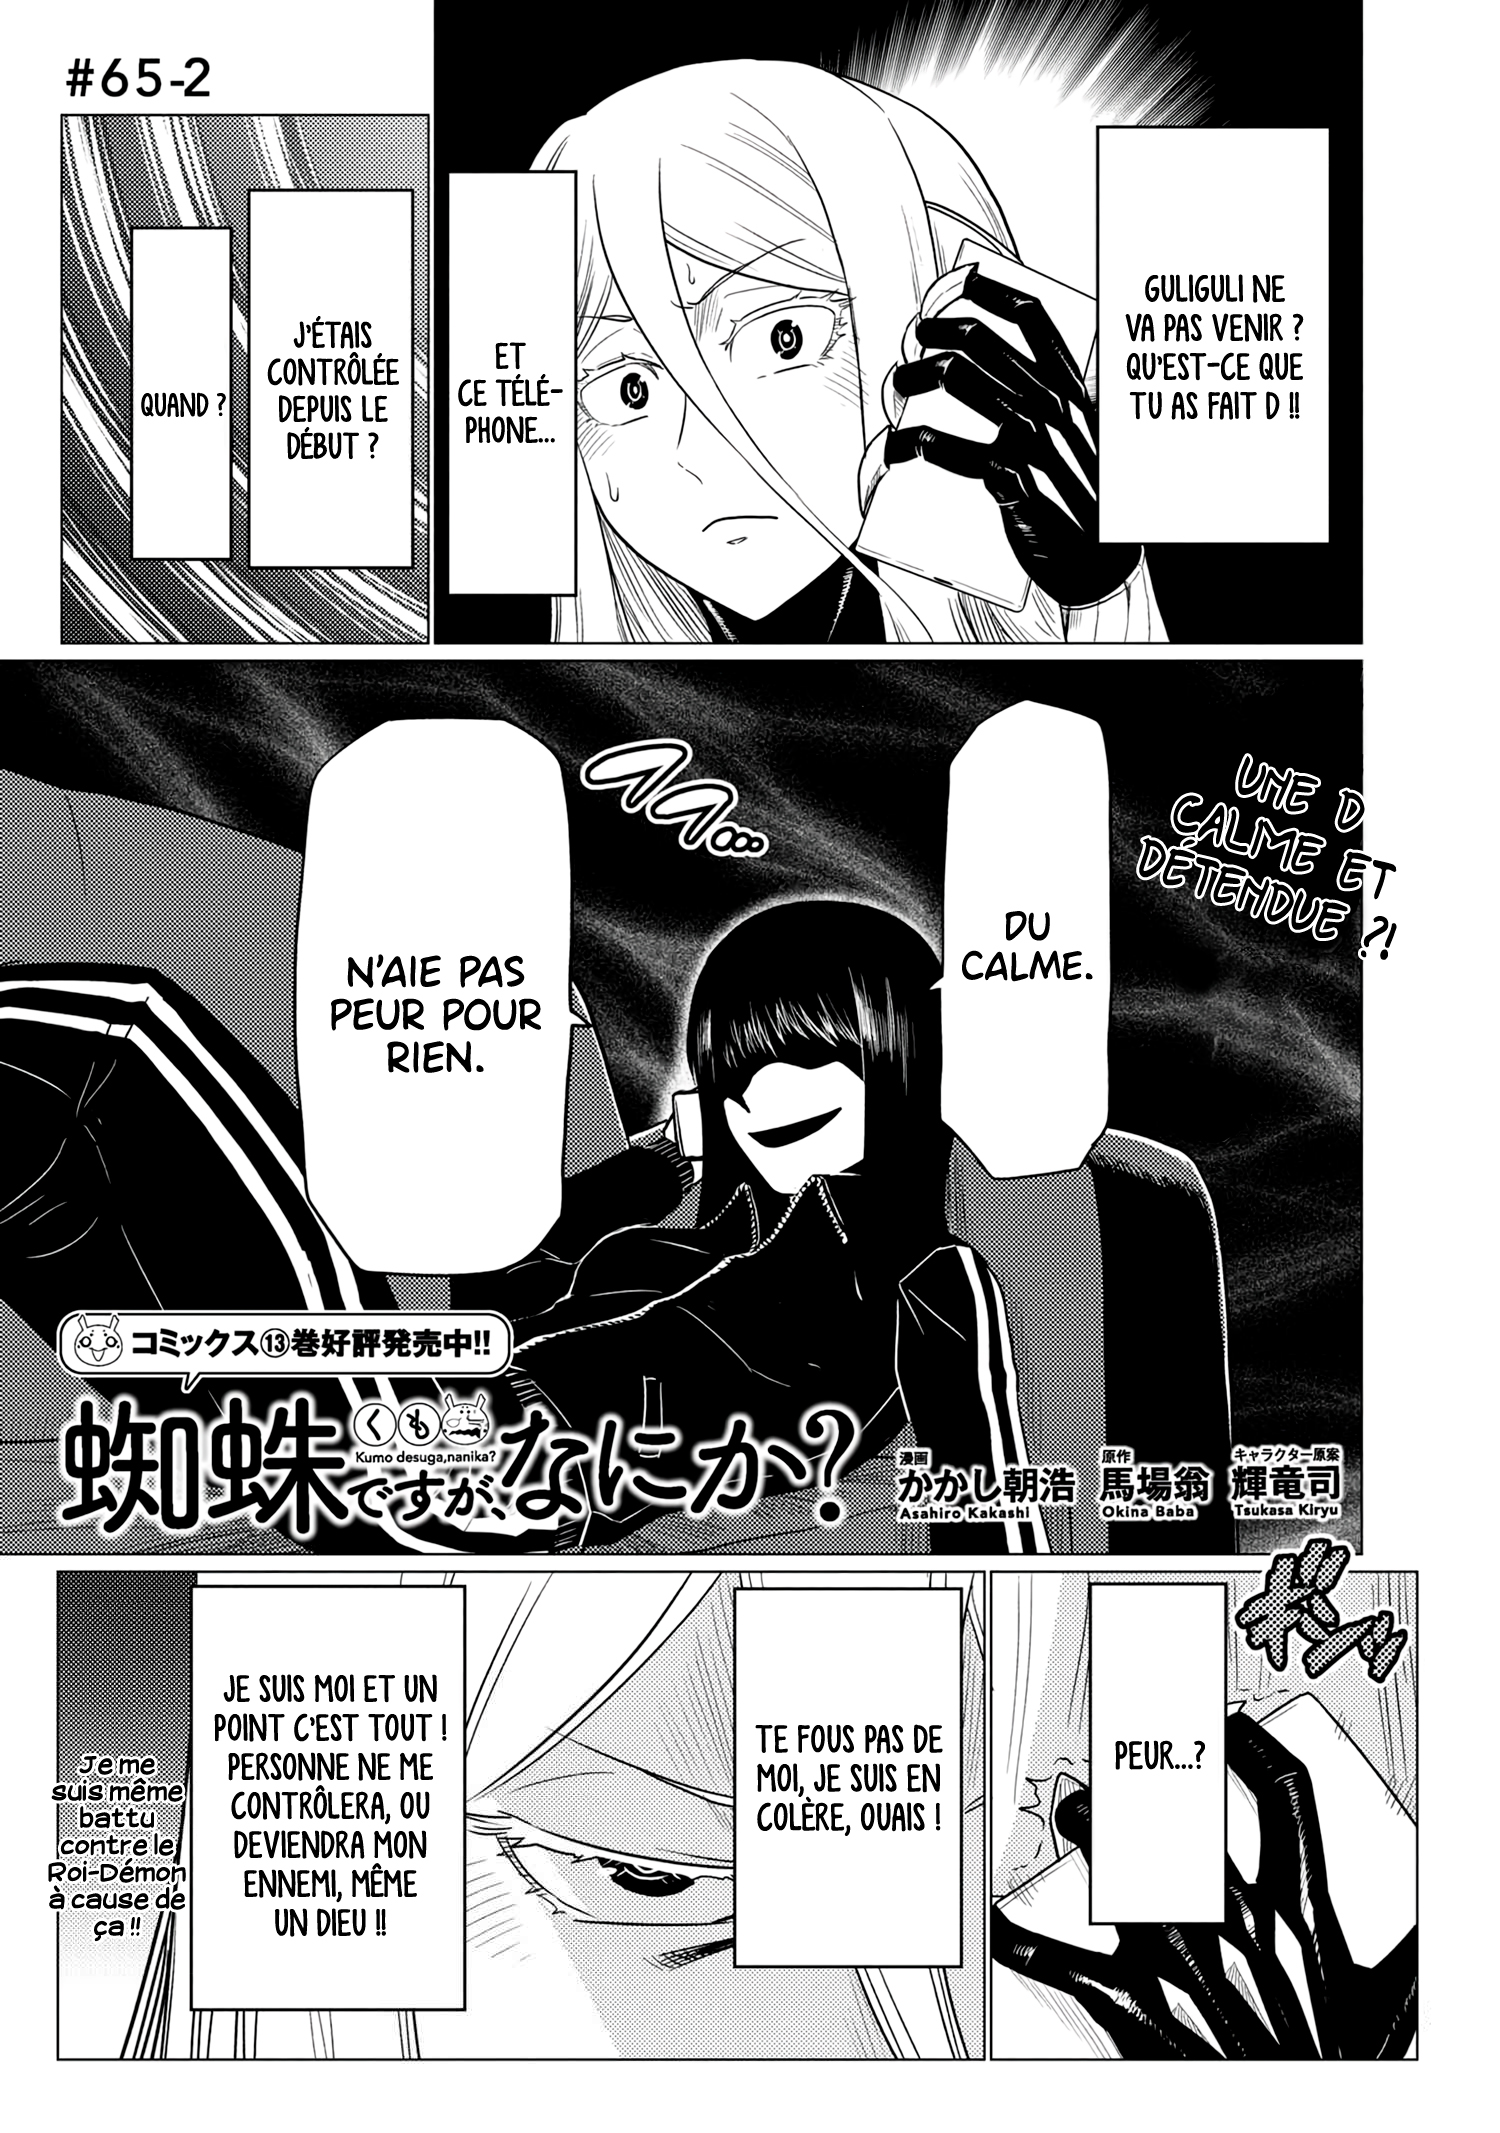 #65-2
GULIGULI NE
VA PAS VENIR ?
QU'EST-CE QUE
TU AS FAIT D !!
ET
CE TÉLÉ-
PHONE...
J'ÉTAIS
CONTRÔLÉE
DEPUIS LE
DÉBUT ?
QUAND ?
UNE D
CALME ET
DÉTENDUE ?!
DU
CALME.
ククク...
N'AIE PAS
PEUR POUR
RIEN.
コミックス⑬巻好評発売中!!
蜘蛛ですが、なにか?
くも
Kumo desuga,nanika?
漫画
かかし朝浩
Asahiro Kakashi
原作
馬場翁
Okina Baba
キャラクター原案
輝竜司
Tsukasa Kiryu
PEUR...?
TE FOUS PAS DE
MOI, JE SUIS EN
COLÈRE, OUAIS !
JE SUIS MOI ET UN
POINT C'EST TOUT !
PERSONNE NE ME
CONTRÔLERA, OU
DEVIENDRA MON
ENNEMI, MÊME
UN DIEU !!
Je me
suis même
battu
contre le
Roi-Démon
à cause de
ça !!